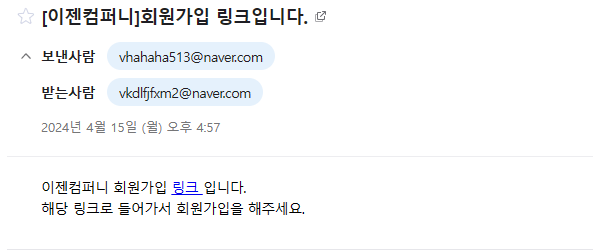 [이젠컴퍼니]회원가입 링크입니다.
보낸사람 vhahaha513@naver.com
받는사람 vkdlfjfxm2@naver.com
2024년 4월 15일 (월) 오후 4:57
이젠컴퍼니 회원가입 링크 입니다.
해당 링크로 들어가서 회원가입을 해주세요.